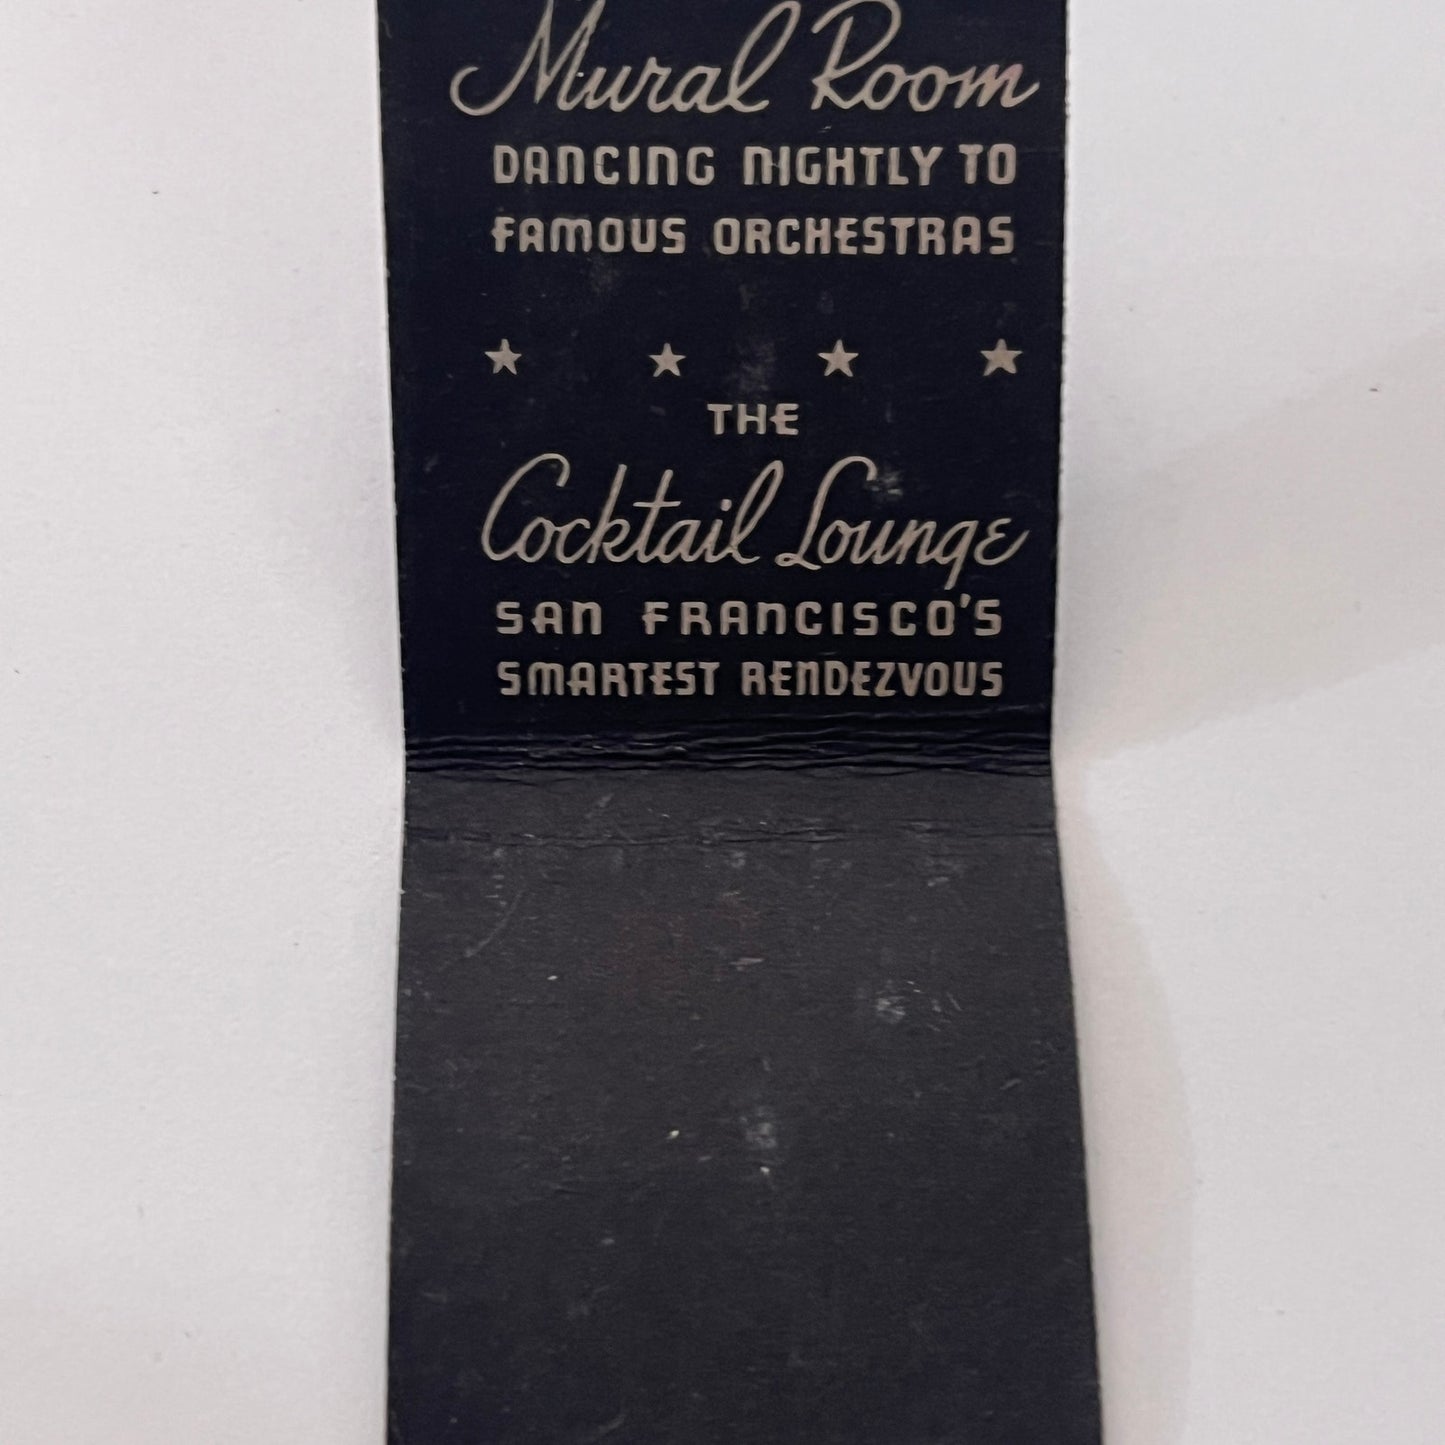 Mural Room
DANCING NIGHTLY TO
FAMOUS ORCHESTRAS
THE
Cocktail Lounge
SAN FRANCISCO'S
SMARTEST RENDEZVOUS